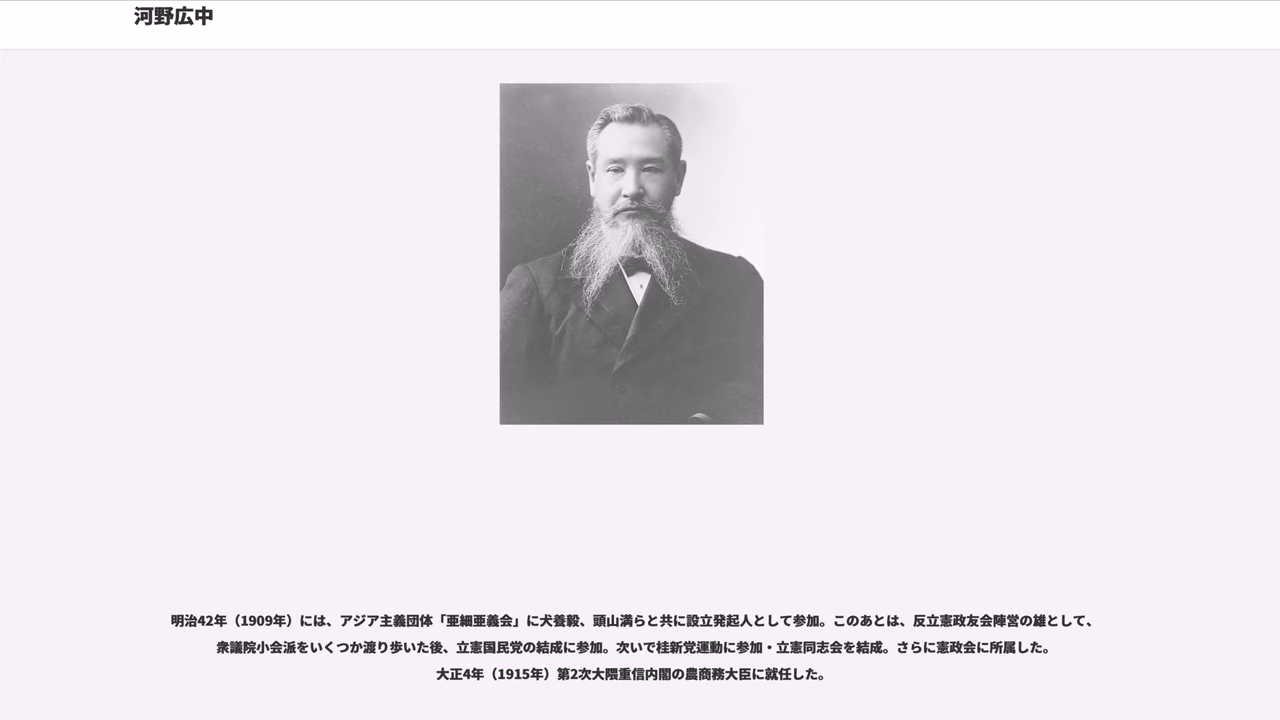 河野広中
明治42年（1909年）には、アジア主義団体「亜細亜義会」に犬養毅、頭山満らと共に設立発起人として参加。このあとは、反立憲政友会陣営の雄として、
衆議院小会派をいくつか渡り歩いた後、立憲国民党の結成に参加。次いで桂新党運動に参加・立憲同志会を結成。さらに憲政会に所属した。
大正4年（1915年）第2次大隈重信内閣の農商務大臣に就任した。